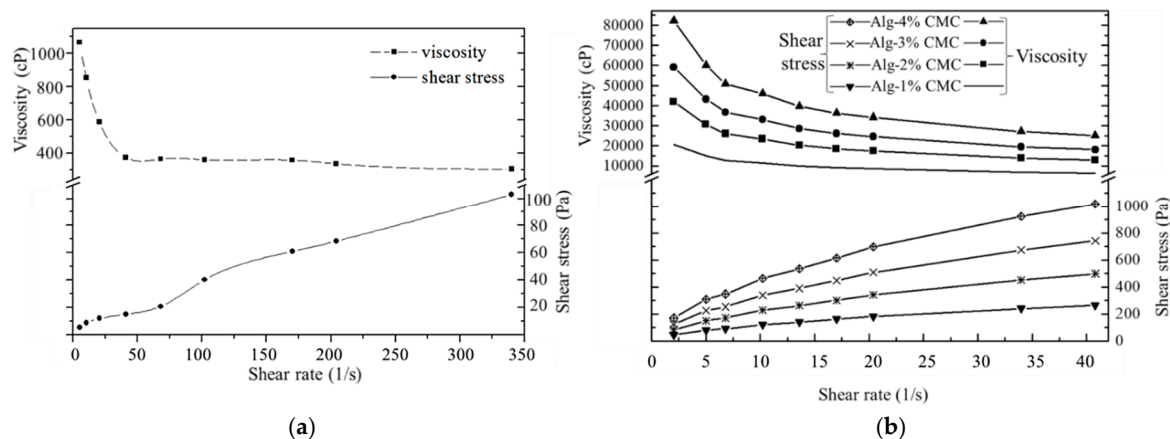 1000
800
600
400
Viscosity (cP)
viscosity
shear stress
100
80
60
40
20
Shear stress (Pa)
0 50 100 150 200 250 300 350
Shear rate (1/s)
(a)
80000
70000
60000
50000
40000
30000
20000
10000
Viscosity (cP)
Shear stress
Alg-4% CMC
Alg-3% CMC
Alg-2% CMC
Alg-1% CMC
Viscosity
1000
800
600
400
200
0
Shear stress (Pa)
0 5 10 15 20 25 30 35 40
Shear rate (1/s)
(b)